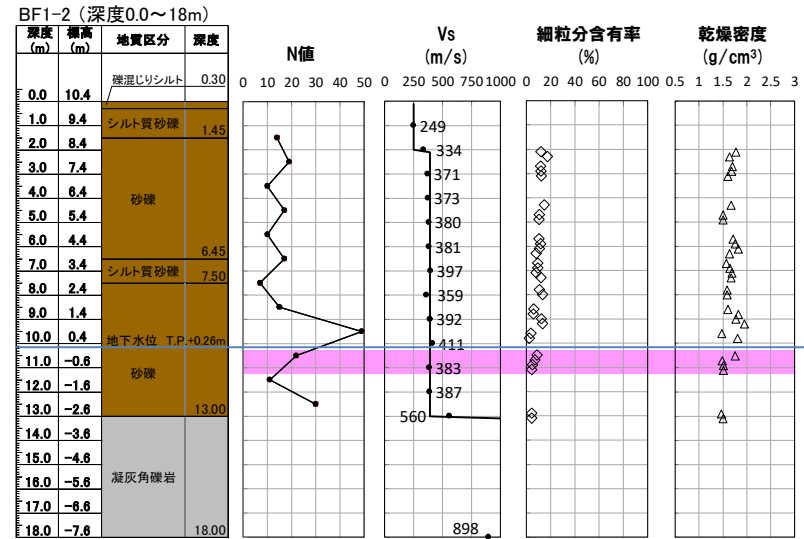 BF1-2 (深度0.0～18m)
深度 (m) 標高 (m) 地質区分 深度
N値
Vs (m/s)
細粒分含有率 (%)
乾燥密度 (g/cm³)
礫混じりシルト 0.30
0 10 20 30 40 50
0 250 500 750 1000
0 20 40 60 80 100
0.5 1 1.5 2 2.5 3
0.0 10.4
1.0 9.4 シルト質砂礫 1.45 249
2.0 8.4 334
3.0 7.4 371
4.0 6.4 砂礫 373
5.0 5.4 380
6.0 4.4 6.45 381
7.0 3.4 シルト質砂礫 7.50 397
8.0 2.4 359
9.0 1.4 392
10.0 0.4 地下水位 T.P.+0.26m 411
11.0 -0.6 383
12.0 -1.6 砂礫 387
13.0 -2.6 13.00 560
14.0 -3.6
15.0 -4.6
16.0 -5.6 凝灰角礫岩
17.0 -6.6
18.0 -7.6 18.00 898